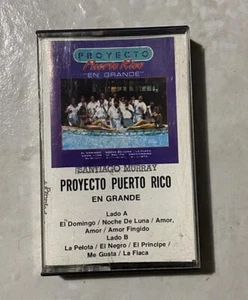 PROYECTO
Puerto Rico
"EN GRANDE"
SANTIAGO MURRAY
PROYECTO PUERTO RICO
EN GRANDE
Lado A
El Domingo / Noche De Luna / Amor,
Amor / Amor Fingido
Lado B
La Pelota / El Negro / El Príncipe /
Me Gusta / La Flaca